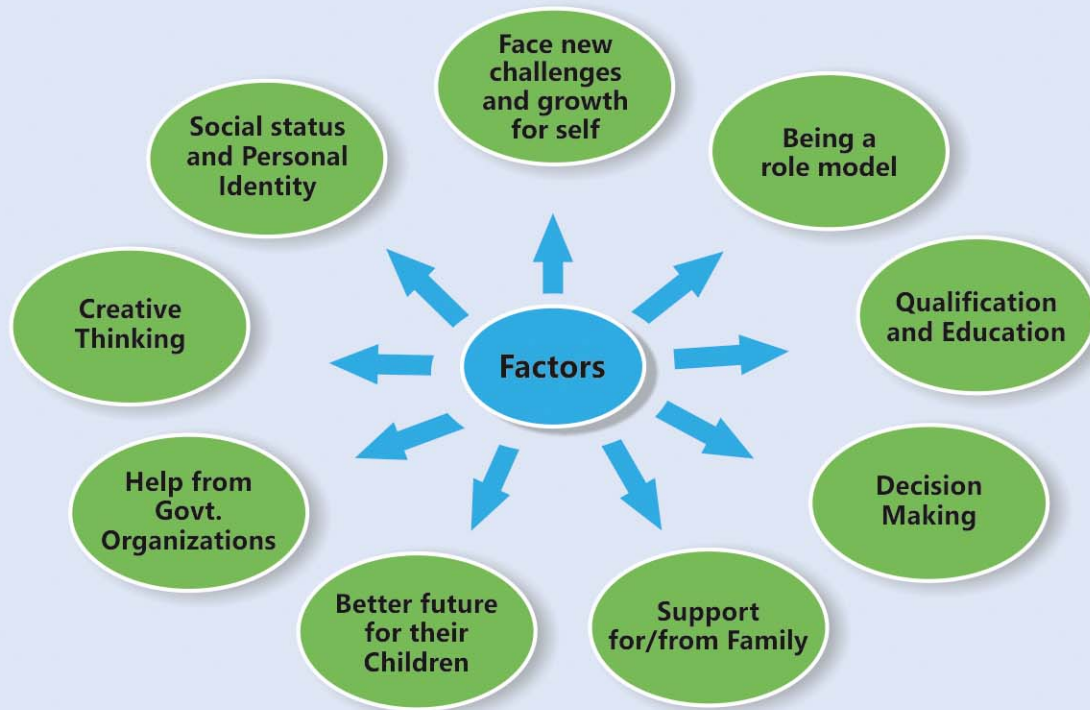 Face new
challenges
and growth
for self
Being a
role model
Qualification
and Education
Decision
Making
Support
for/from Family
Better future
for their
Children
Help from
Govt.
Organizations
Creative
Thinking
Social status
and Personal
Identity
Factors